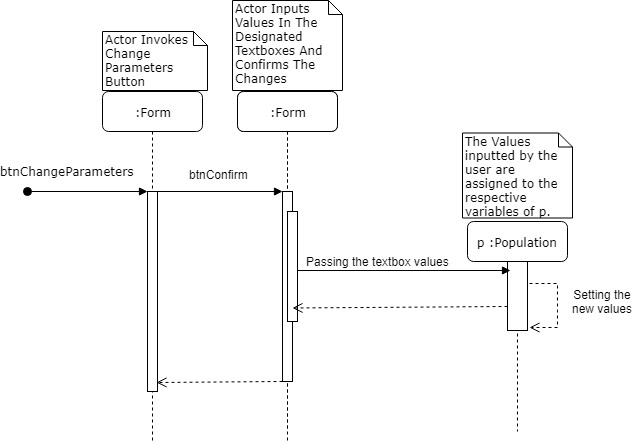 Actor Inputs
Values In The
Designated
Textboxes And
Confirms The
Changes
Actor Invokes
Change
Parameters
Button
:Form
:Form
The Values
inputted by the
user are
assigned to the
respective
variables of p.
btnChangeParameters
btnConfirm
p :Population
Passing the textbox values
Setting the
new values